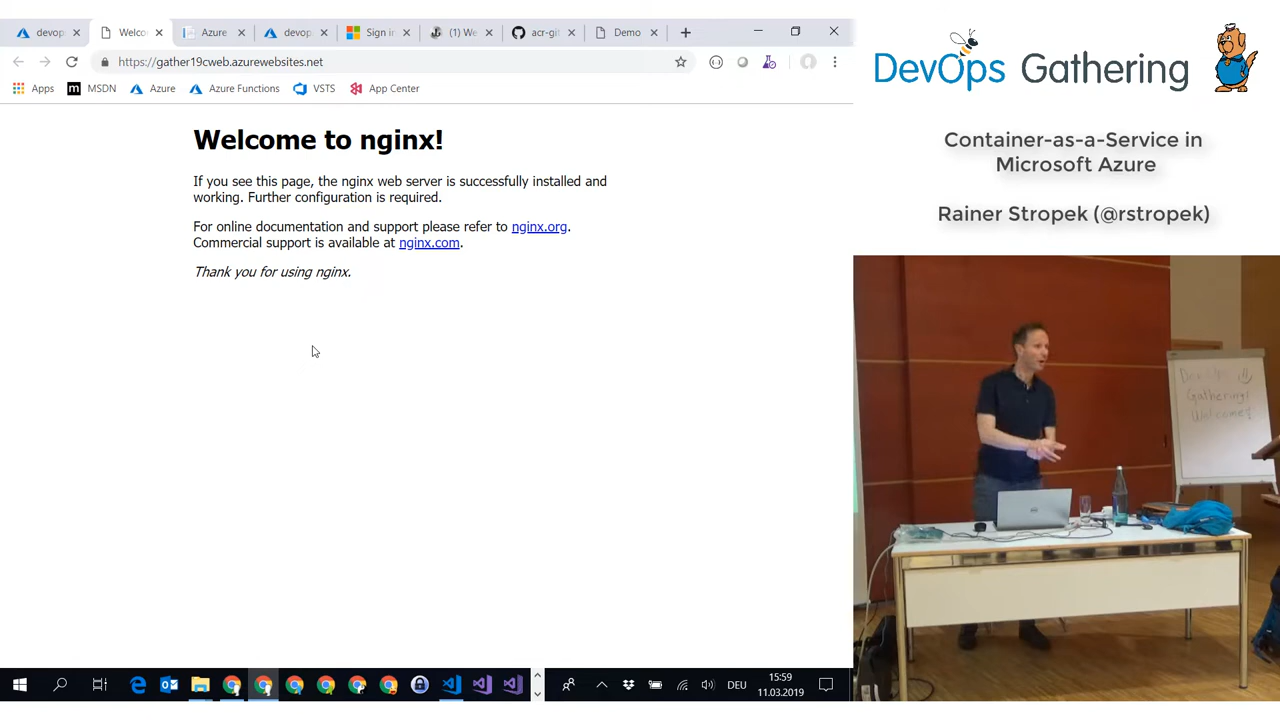 devop
Welco
Azure
devop
Sign in
(1) We
acr-git
Demo
https://gather19cweb.azurewebsites.net
Apps
MSDN
Azure
Azure Functions
VSTS
App Center
Welcome to nginx!
If you see this page, the nginx web server is successfully installed and
working. Further configuration is required.
For online documentation and support please refer to nginx.org.
Commercial support is available at nginx.com.
Thank you for using nginx.
DEU
15:59
11.03.2019
DevOps Gathering
Container-as-a-Service in
Microsoft Azure
Rainer Stropek (@rstropek)
DevOps
Gathering!
Welcome!